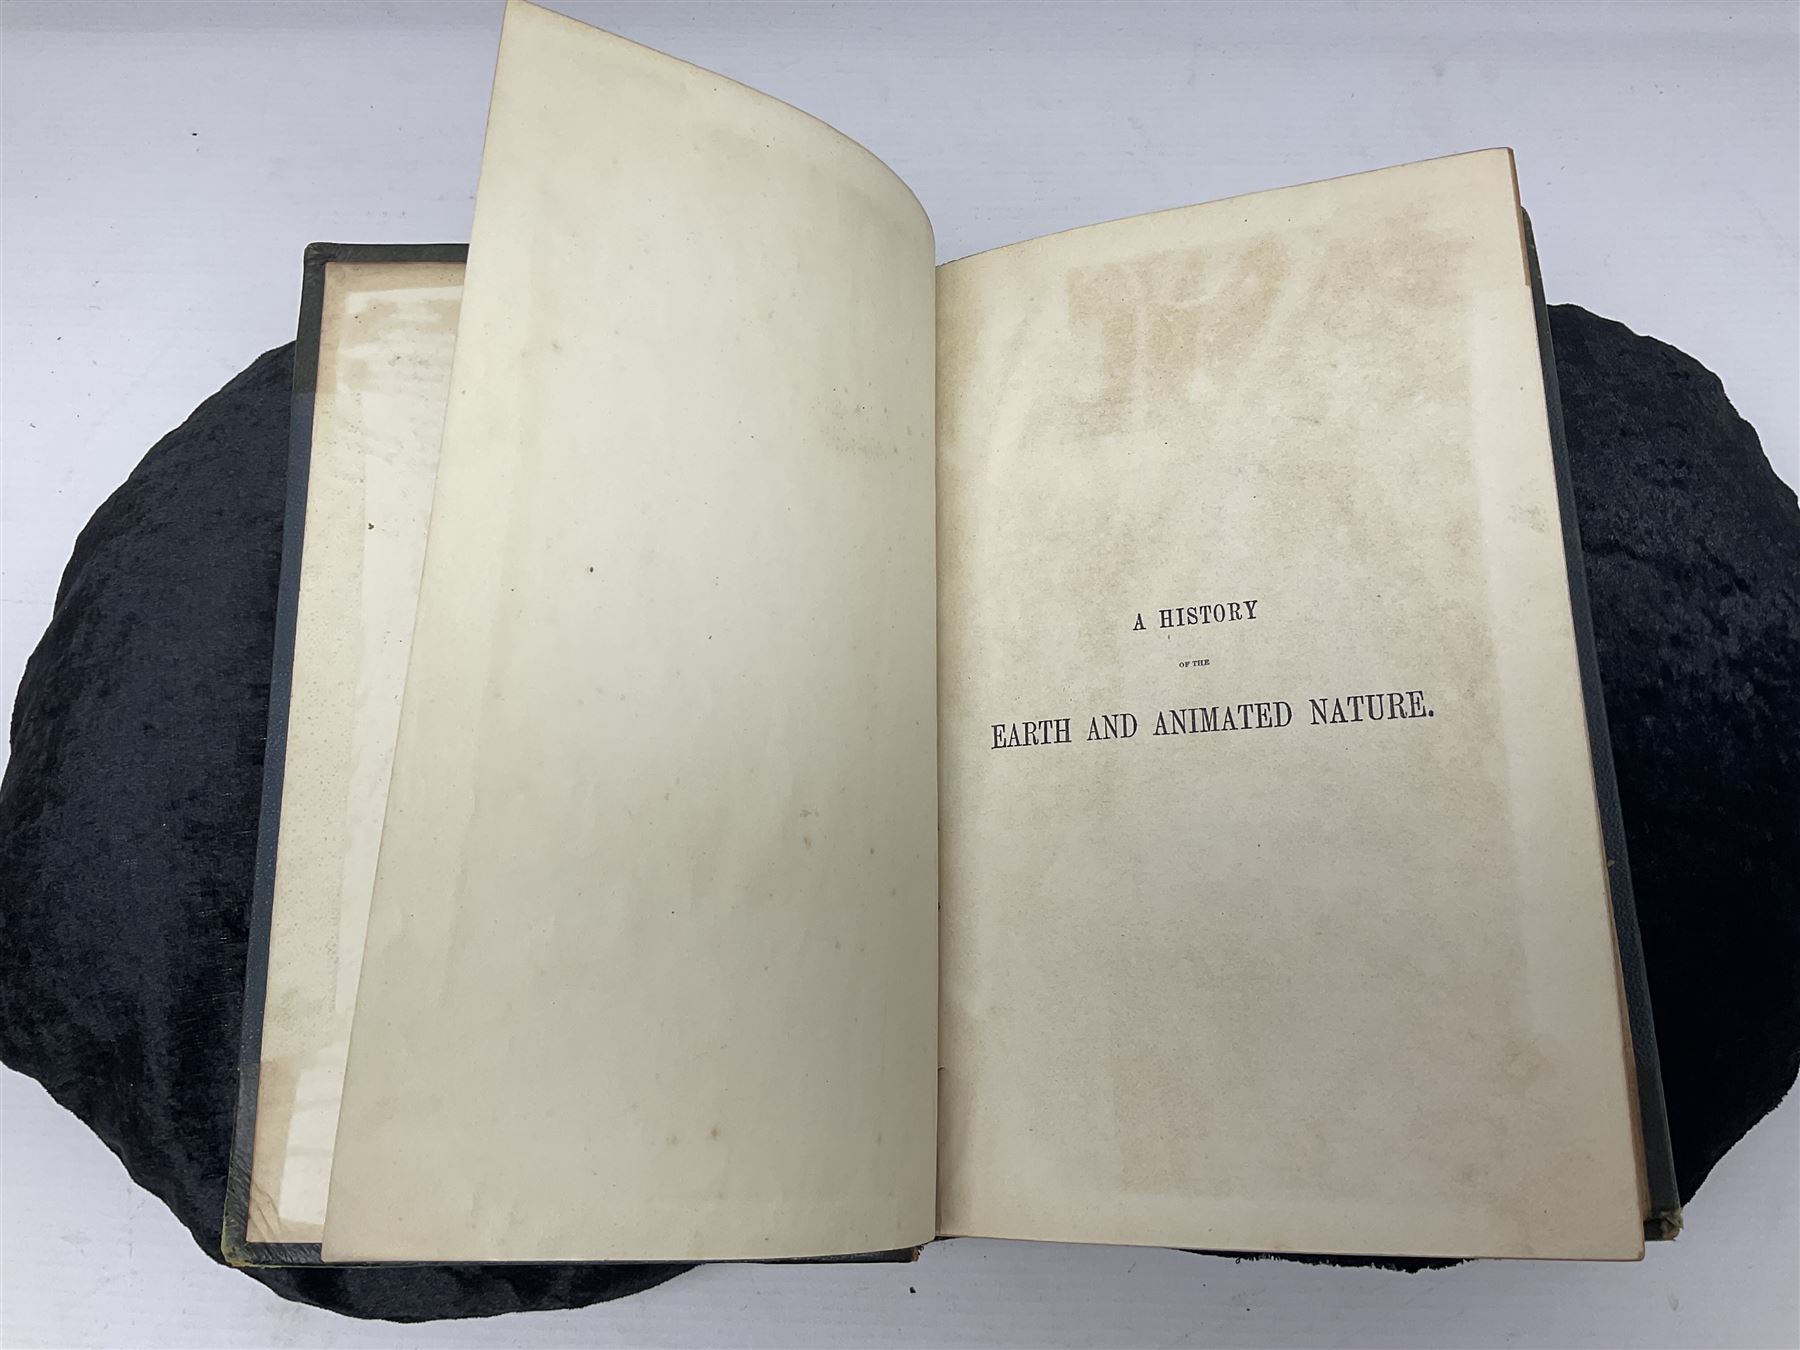 A HISTORY
OF THE
EARTH AND ANIMATED NATURE.